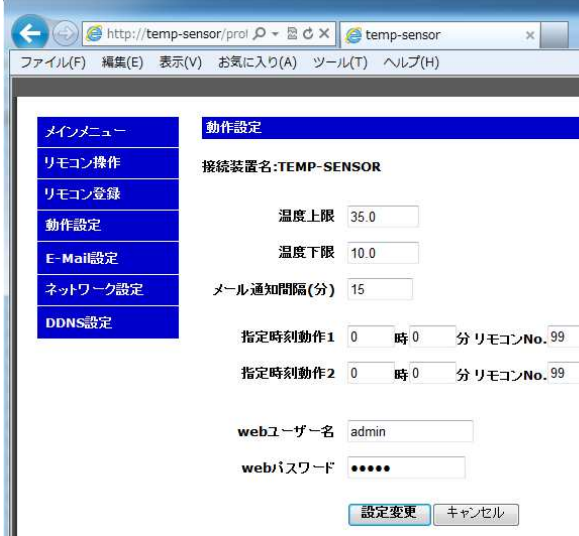 http://temp-sensor/prot
temp-sensor
ファイル(F) 編集(E) 表示(V) お気に入り(A) ツール(T) ヘルプ(H)
メインメニュー
リモコン操作
リモコン登録
動作設定
E-Mail設定
ネットワーク設定
DDNS設定
動作設定
接続装置名:TEMP-SENSOR
温度上限 35.0
温度下限 10.0
メール通知間隔(分) 15
指定時刻動作1 0 時 0 分 リモコンNo. 99
指定時刻動作2 0 時 0 分 リモコンNo. 99
webユーザー名 admin
webパスワード •••••
設定変更 キャンセル